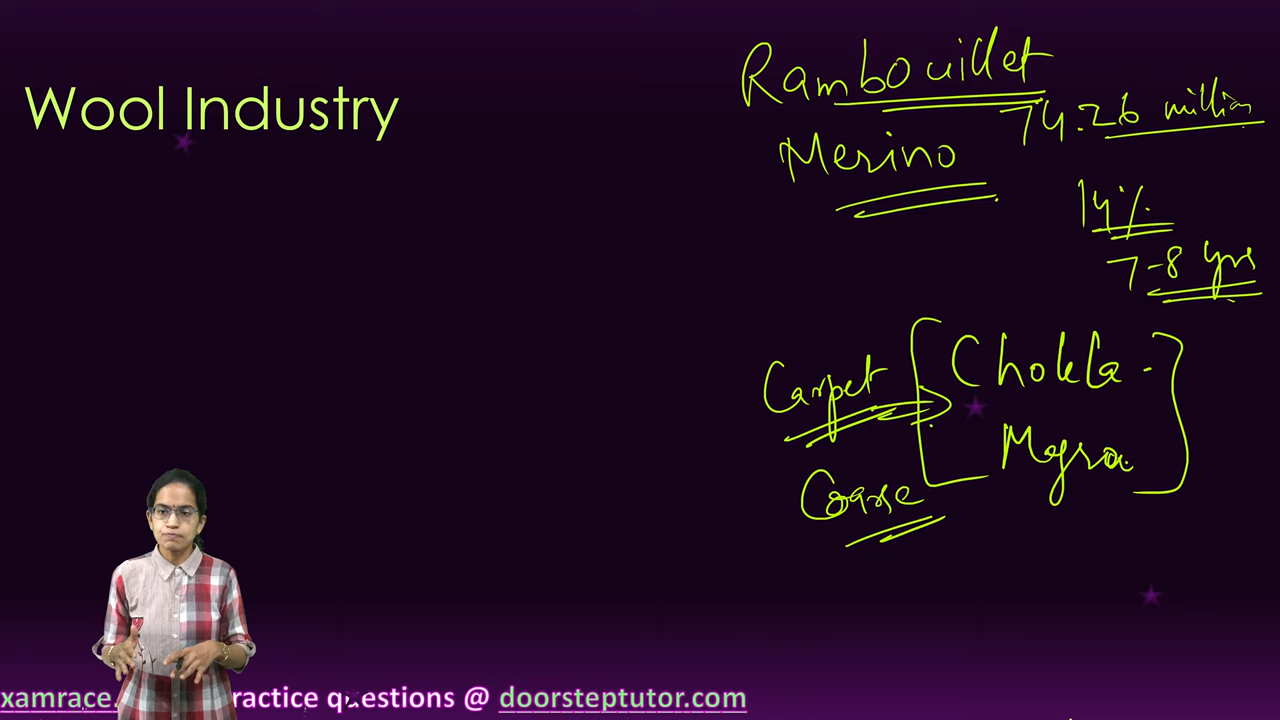 Wool Industry
Rambouillet
74.26 million
Merino
14%
7-8 yrs
Carpet
Chokla
Magra
Coarse
xamrace. ractice questions @ doorsteptutor.com